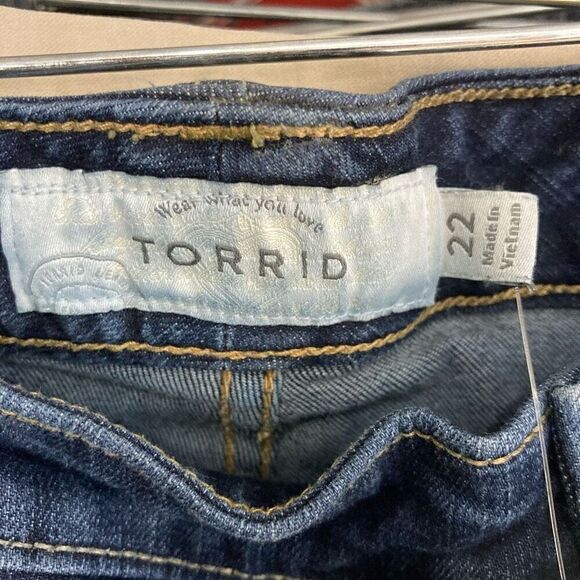 Wear what you love
TORRID
22
Made In
Vietnam